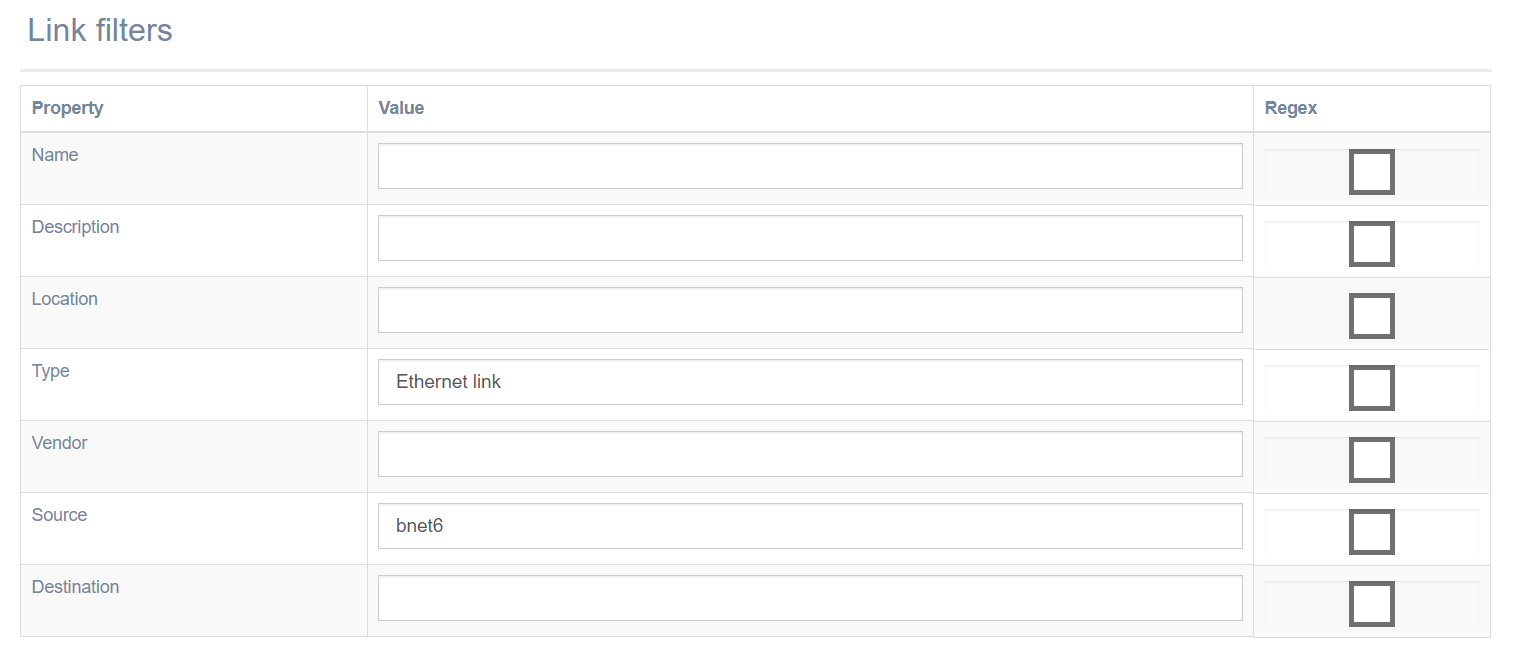 Link filters
Property Value Regex
Name
Description
Location
Type Ethernet link
Vendor
Source bnet6
Destination